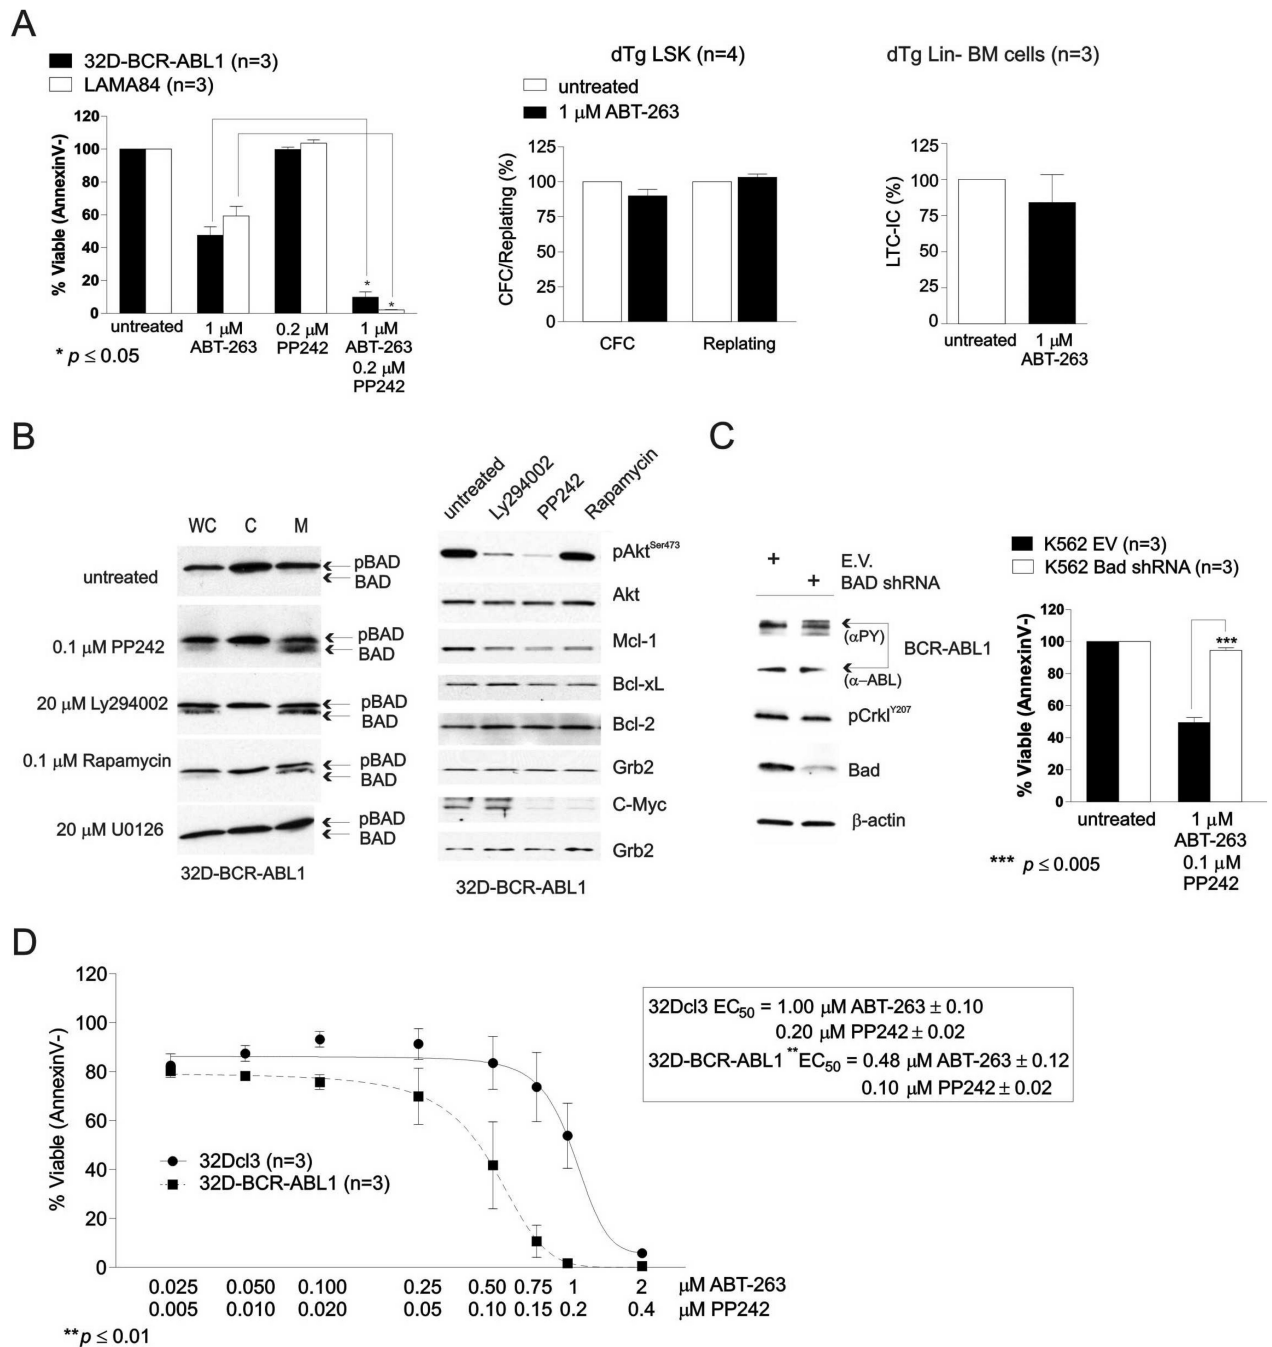 A
32D-BCR-ABL1 (n=3)
LAMA84 (n=3)
% Viable (AnnexinV-)
120
100
80
60
40
20
0
*
*
untreated
1 µM
ABT-263
0.2 µM
PP242
1 µM
ABT-263
0.2 µM
PP242
* p ≤ 0.05
dTg LSK (n=4)
untreated
1 µM ABT-263
CFC/Replating (%)
125
100
75
50
25
0
CFC
Replating
dTg Lin- BM cells (n=3)
LTC-IC (%)
125
100
75
50
25
0
untreated
1 µM
ABT-263
B
WC C M
untreated
pBAD
BAD
0.1 µM PP242
pBAD
BAD
20 µM Ly294002
pBAD
BAD
0.1 µM Rapamycin
pBAD
BAD
20 µM U0126
pBAD
BAD
32D-BCR-ABL1
untreated
Ly294002
PP242
Rapamycin
pAktSer473
Akt
Mcl-1
Bcl-xL
Bcl-2
Grb2
C-Myc
Grb2
32D-BCR-ABL1
C
+ E.V.
+ BAD shRNA
(αPY)
BCR-ABL1
(α–ABL)
pCrklY207
Bad
β-actin
K562 EV (n=3)
K562 Bad shRNA (n=3)
% Viable (AnnexinV-)
120
100
80
60
40
20
0
***
untreated
1 µM
ABT-263
0.1 µM
PP242
*** p ≤ 0.005
D
% Viable (AnnexinV-)
120
100
80
60
40
20
0
32Dcl3 (n=3)
32D-BCR-ABL1 (n=3)
32Dcl3 EC50 = 1.00 µM ABT-263 ± 0.10
0.20 µM PP242 ± 0.02
32D-BCR-ABL1 **EC50 = 0.48 µM ABT-263 ± 0.12
0.10 µM PP242 ± 0.02
0.025 0.050 0.100 0.25 0.50 0.75 1 2 µM ABT-263
0.005 0.010 0.020 0.05 0.10 0.15 0.2 0.4 µM PP242
**p ≤ 0.01